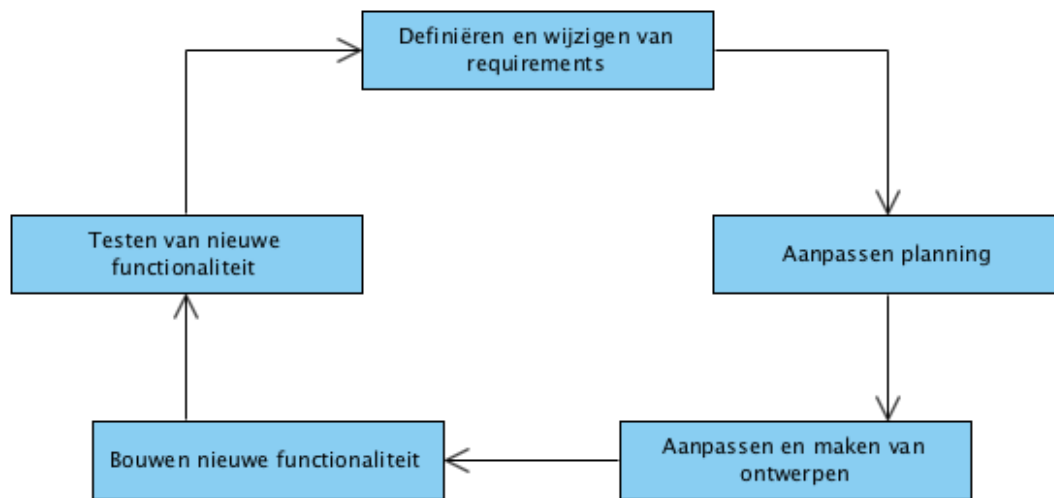 Definiëren en wijzigen van
requirements
Testen van nieuwe
functionaliteit
Aanpassen planning
Bouwen nieuwe functionaliteit
Aanpassen en maken van
ontwerpen